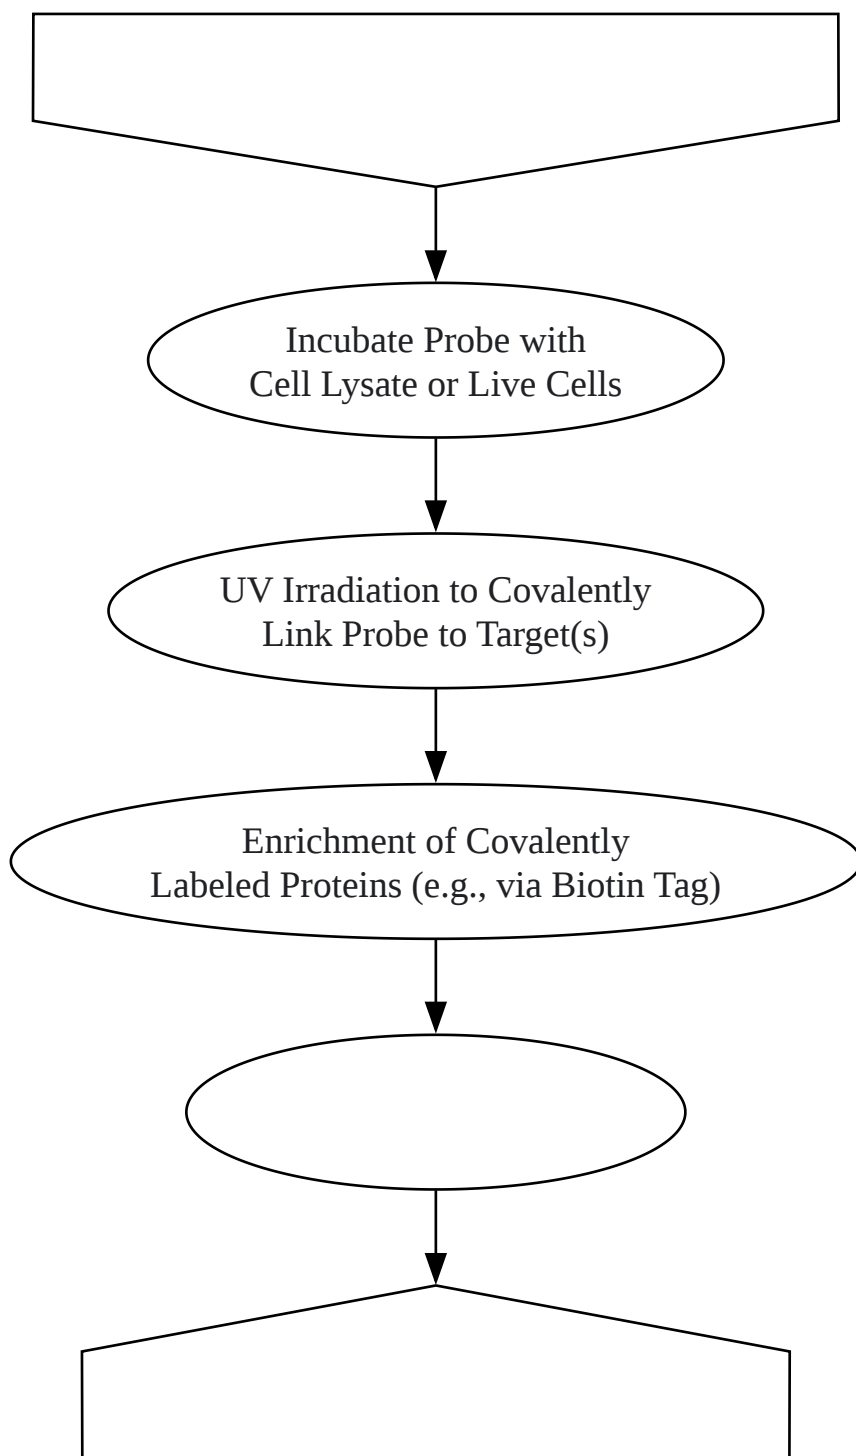 Incubate Probe with
Cell Lysate or Live Cells
UV Irradiation to Covalently
Link Probe to Target(s)
Enrichment of Covalently
Labeled Proteins (e.g., via Biotin Tag)